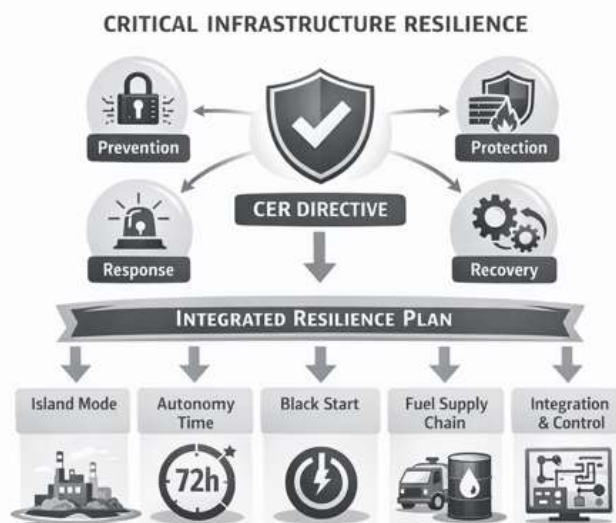 CRITICAL INFRASTRUCTURE RESILIENCE
Prevention
Protection
CER DIRECTIVE
Response
Recovery
INTEGRATED RESILIENCE PLAN
Island Mode
Autonomy
Time
Black Start
Fuel Supply
Chain
Integration
& Control
72h